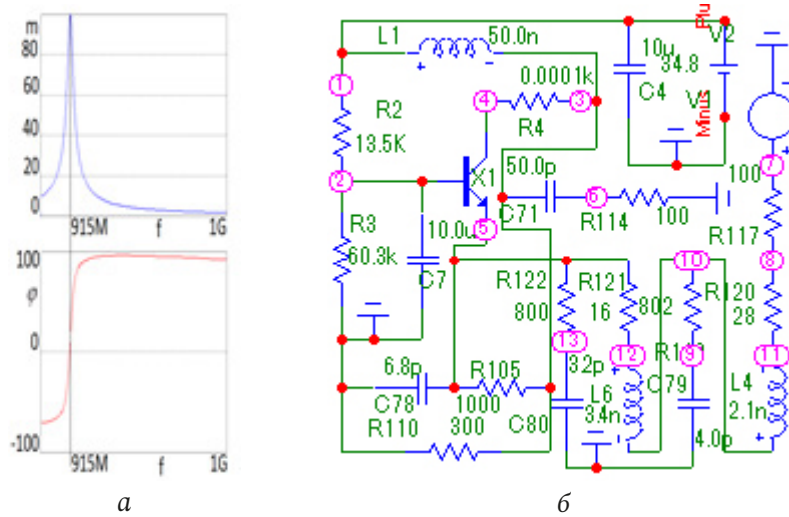 m
80
60
40
20
0
915M f 1G
100
φ
0
-100
915M f 1G
а
L1
50.0n
Plu
V2
10u
34.8
C4
Minus
1
4
0.0001k
3
R4
R2
13.5K
2
X1
50.0p
C71
6
R114
100
100
7
R117
R3
60.3k
10.0u
C7
5
R122
800
R121
16
802
10
8
R120
28
13
12
9
11
6.8p
C78
R105
1000
R110
300
C80
32p
L6
3.4n
C79
4.0p
L4
2.1n
б